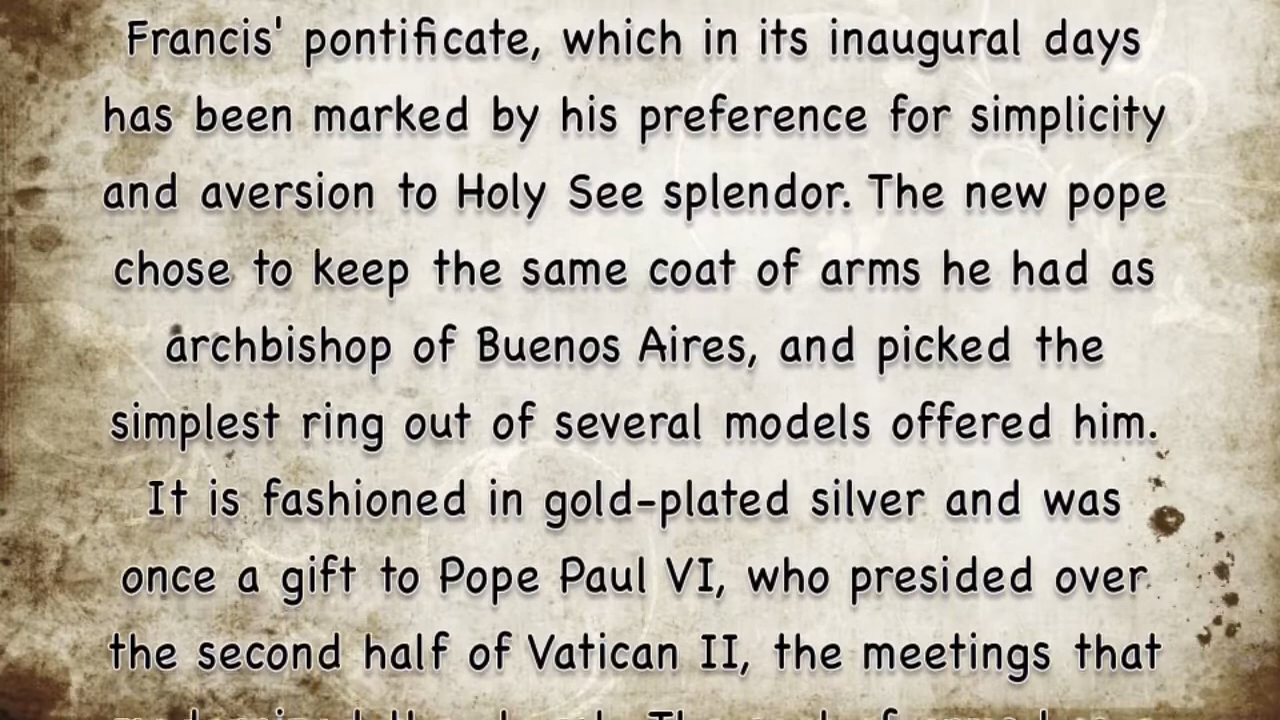 Francis' pontificate, which in its inaugural days
has been marked by his preference for simplicity
and aversion to Holy See splendor. The new pope
chose to keep the same coat of arms he had as
archbishop of Buenos Aires, and picked the
simplest ring out of several models offered him.
It is fashioned in gold-plated silver and was
once a gift to Pope Paul VI, who presided over
the second half of Vatican II, the meetings that